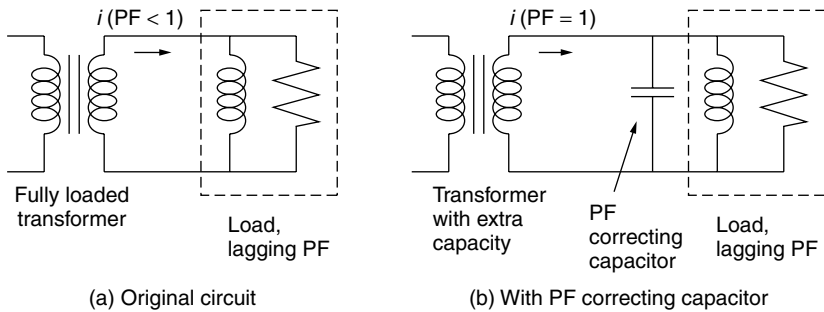 i (PF < 1)
Fully loaded
transformer
Load,
lagging PF
(a) Original circuit
i (PF = 1)
Transformer
with extra
capacity
PF
correcting
capacitor
Load,
lagging PF
(b) With PF correcting capacitor